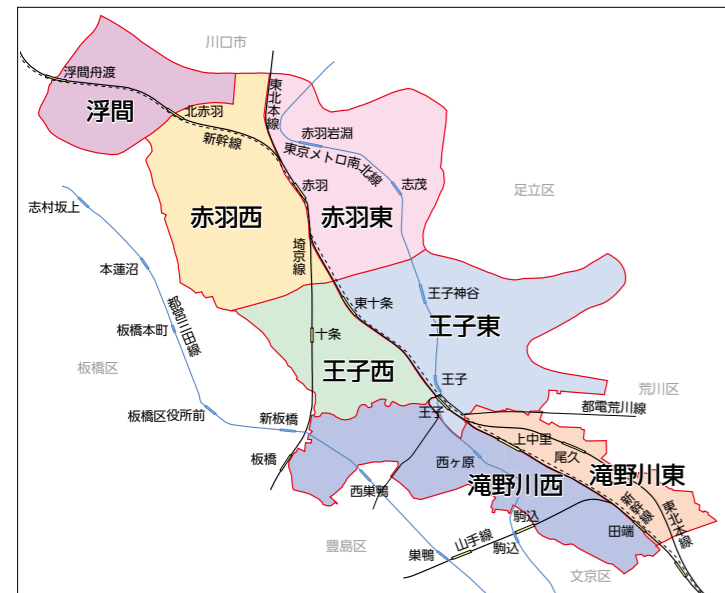 川口市
浮間舟渡
浮間
北赤羽
新幹線
東北本線
赤羽岩淵
東京メトロ南北線
赤羽
志茂
足立区
志村坂上
赤羽西
赤羽東
埼京線
本蓮沼
都営三田線
板橋本町
東十条
王子神谷
十条
王子東
板橋区
王子西
王子
荒川区
板橋区役所前
新板橋
王子
都電荒川線
上中里
板橋
西ヶ原
尾久
滝野川東
西巣鴨
滝野川西
新幹線
東北本線
駒込
田端
山手線
豊島区
巣鴨
駒込
文京区